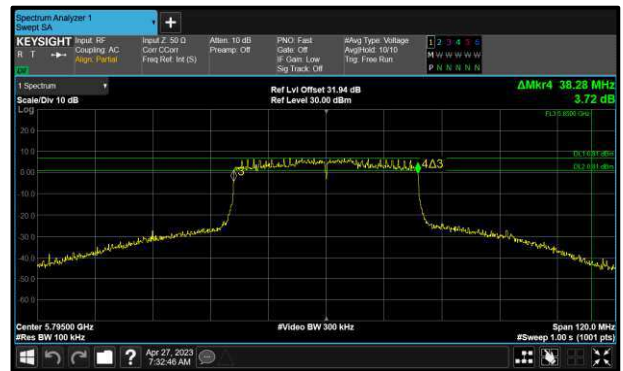 Spectrum Analyzer 1
Swept SA
KEYSIGHT
R T
Input: RF
Coupling: AC
Align: Partial
Input Z: 50 Ω
Corr CCorr
Freq Ref: Int (S)
Atten: 10 dB
Preamp: Off
PNO: Fast
Gate: Off
IF Gain: Low
Sig Track: Off
#Avg Type: Voltage
Avg|Hold: 10/10
Trig: Free Run
1 2 3 4 5 6
M W W W W W
P N N N N N
1 Spectrum
Scale/Div 10 dB
Ref Lvl Offset 31.94 dB
Ref Level 30.00 dBm
ΔMkr4 38.28 MHz
3.72 dB
Log
20.0
10.0
0.00
-10.0
-20.0
-30.0
-40.0
-50.0
-60.0
3
4Δ3
Center 5.79500 GHz
#Res BW 100 kHz
#Video BW 300 kHz
Span 120.0 MHz
#Sweep 1.00 s (1001 pts)
?
Apr 27, 2023
7:32:46 AM